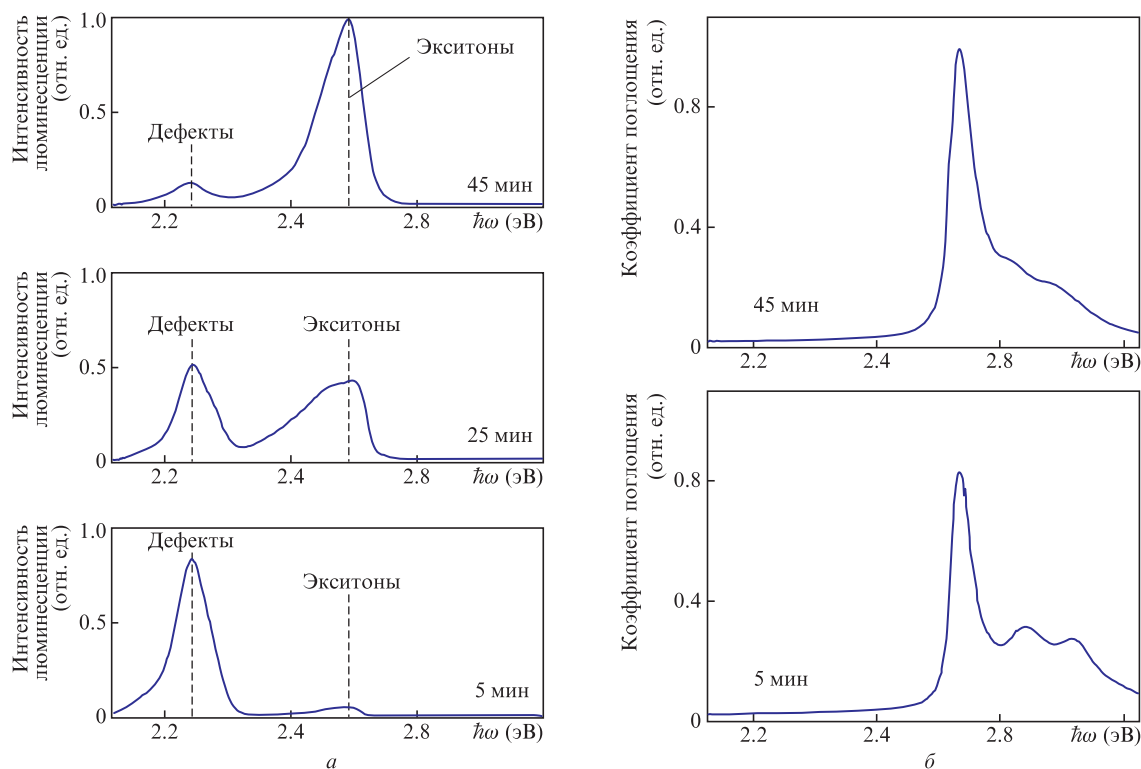 Интенсивность
люминесценции
(отн. ед.)
1.0
0.5
0
Дефекты
Экситоны
45 мин
2.2
2.4
2.8
ħω (эВ)
Интенсивность
люминесценции
(отн. ед.)
1.0
0.5
0
Дефекты
Экситоны
25 мин
2.2
2.4
2.8
ħω (эВ)
Интенсивность
люминесценции
(отн. ед.)
1.0
0.5
0
Дефекты
Экситоны
5 мин
2.2
2.4
2.8
ħω (эВ)
а
Коэффициент поглощения
(отн. ед.)
0.8
0.4
0
45 мин
2.2
2.4
2.8
ħω (эВ)
Коэффициент поглощения
(отн. ед.)
0.8
0.4
0
5 мин
2.2
2.4
2.8
ħω (эВ)
б